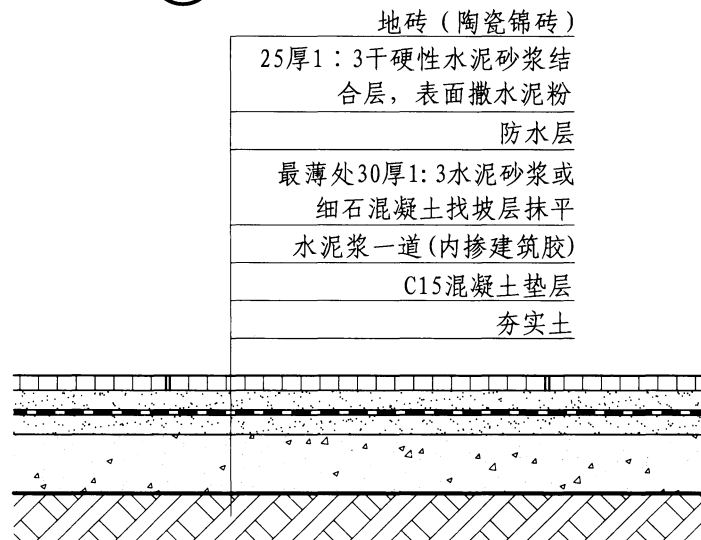 地砖（陶瓷锦砖）
25厚1：3干硬性水泥砂浆结
合层，表面撒水泥粉
防水层
最薄处30厚1:3水泥砂浆或
细石混凝土找坡层抹平
水泥浆一道(内掺建筑胶)
C15混凝土垫层
夯实土